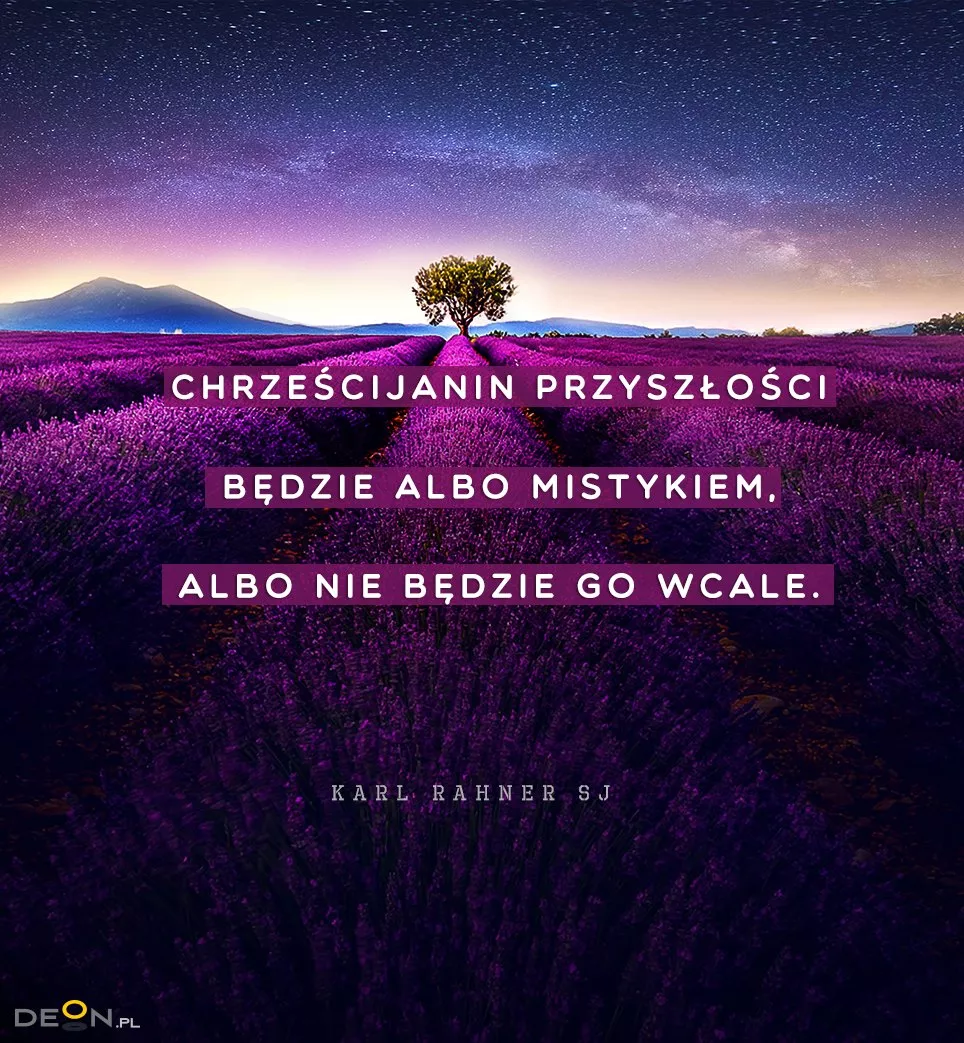 CHRZEŚCIJANIN PRZYSZŁOŚCI
BĘDZIE ALBO MISTYKIEM,
ALBO NIE BĘDZIE GO WCALE.
KARL RAHNER SJ
DEON.PL